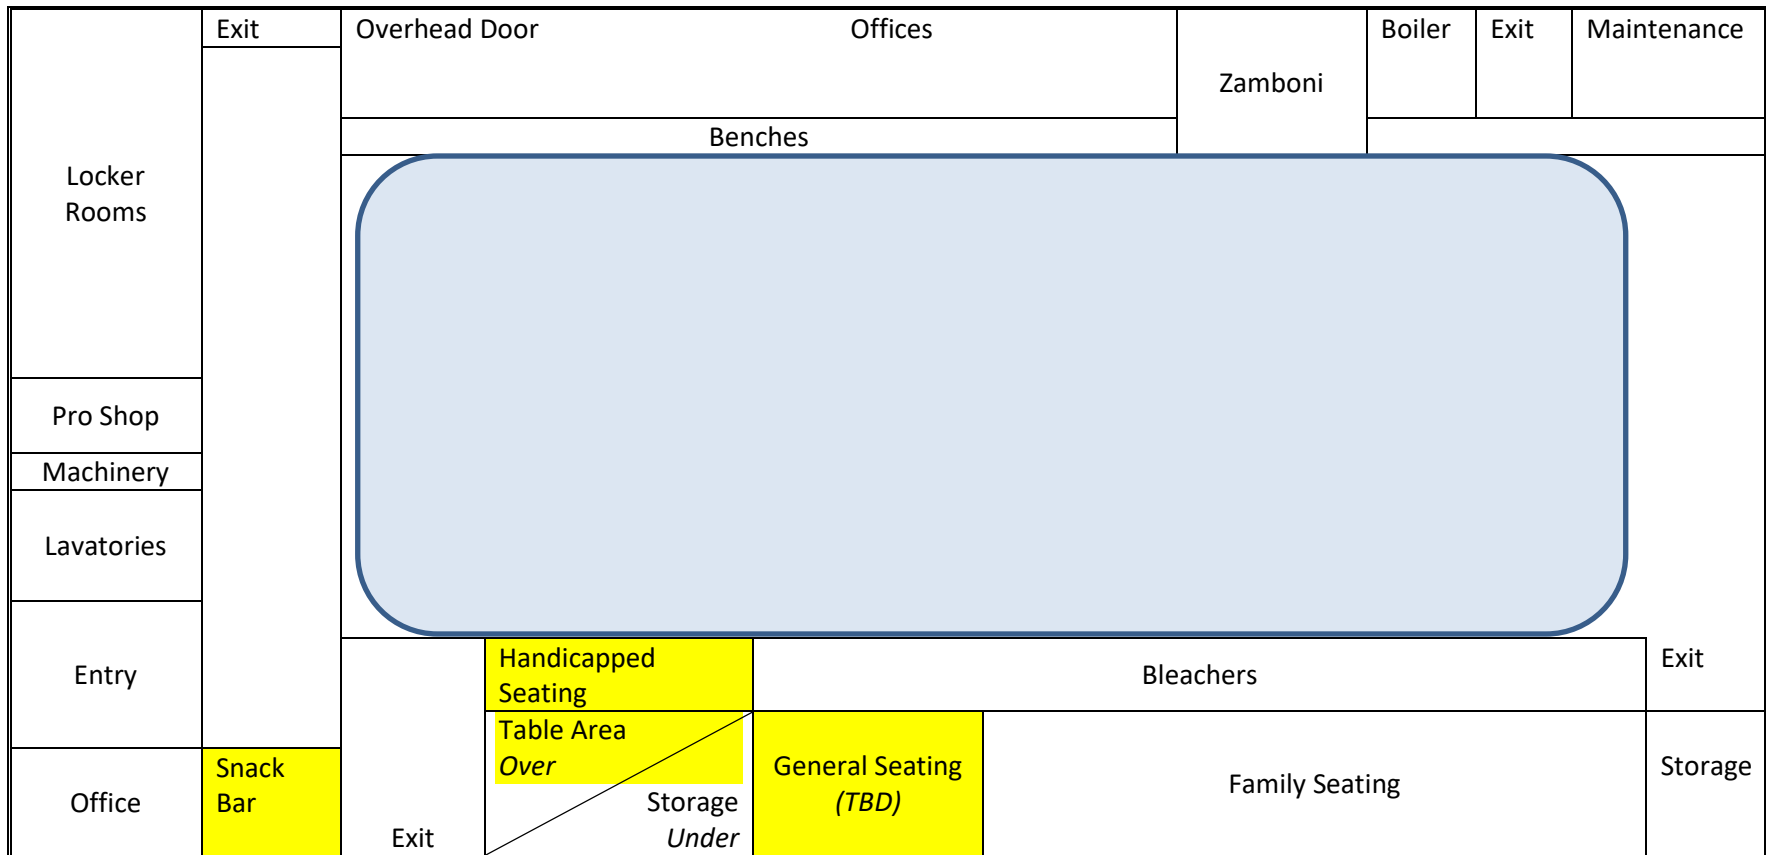 Exit
Overhead Door
Offices
Zamboni
Boiler
Exit
Maintenance
Benches
Locker
Rooms
Pro Shop
Machinery
Lavatories
Entry
Handicapped
Seating
Bleachers
Exit
Office
Snack
Bar
Exit
Table Area
Over
Storage
Under
General Seating
(TBD)
Family Seating
Storage